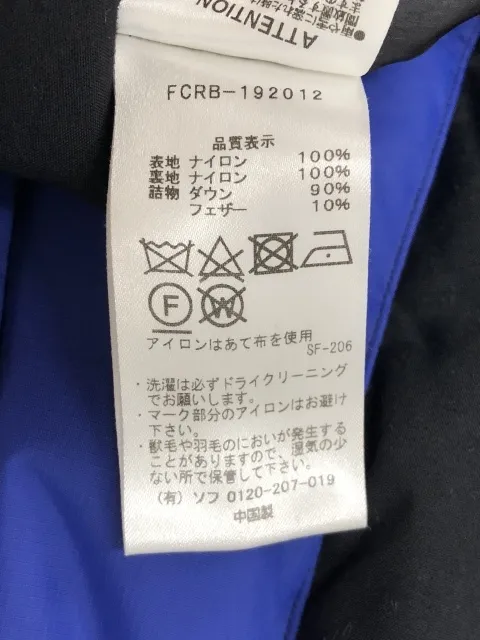 ATTENTION
FCRB-192012
品質表示
表地 ナイロン 100%
裏地 ナイロン 100%
詰物 ダウン 90%
フェザー 10%
F W
アイロンはあて布を使用
SF-206
・洗濯は必ずドライクリーニング
でお願いします。
・マーク部分のアイロンはお避け
下さい。
・獣毛や羽毛のにおいが発生する
ことがありますので、湿気の少
ない所で保管して下さい。
(有) ソフ 0120-207-019
中国製